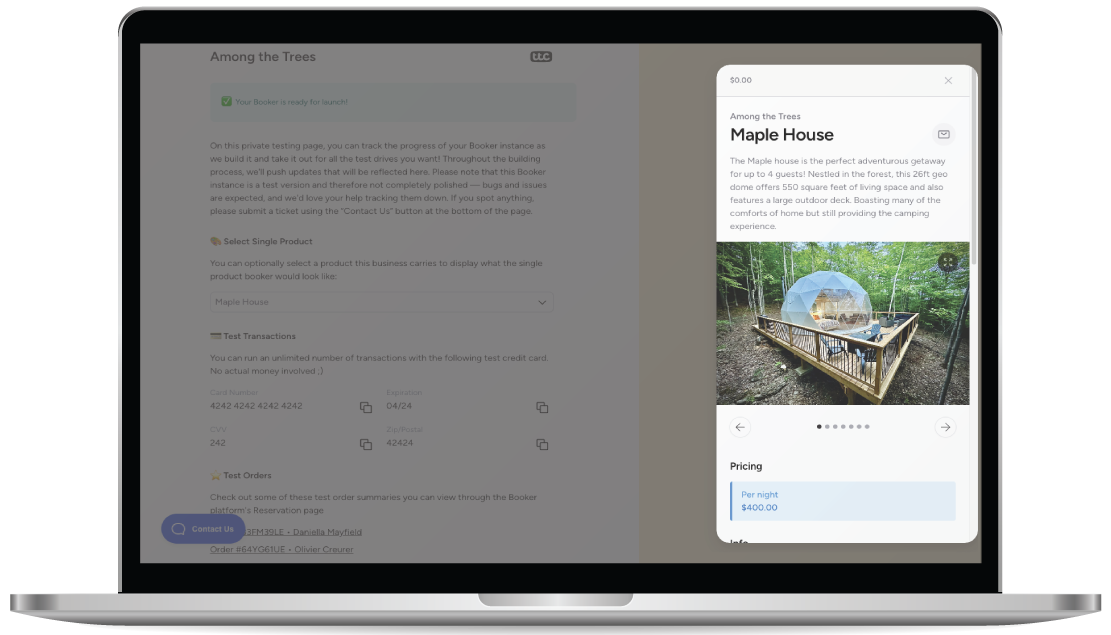 Among the Trees
Your Booker is ready for launch!
On this private testing page, you can track the progress of your Booker instance as
we build it and take it out for all the test drives you want! Throughout the building
process, we'll push updates that will be reflected here. Please note that this Booker
instance is a test version and therefore not completely polished — bugs and issues
are expected, and we'd love your help tracking them down. If you spot anything,
please submit a ticket using the "Contact Us" button at the bottom of the page.
Select Single Product
You can optionally select a product this business carries to display what the single
product booker would look like:
Maple House
Test Transactions
You can run an unlimited number of transactions with the following test credit card.
No actual money involved ;)
Card Number
4242 4242 4242 4242
Expiration
04/24
CVV
242
Zip/Postal
42424
Test Orders
Check out some of these test order summaries you can view through the Booker
platform's Reservation page
3FM39LE • Daniella Mayfield
Contact Us
Order #64YG61UE • Olivier Creurer
$0.00
Among the Trees
Maple House
The Maple house is the perfect adventurous getaway
for up to 4 guests! Nestled in the forest, this 26ft geo
dome offers 550 square feet of living space and also
features a large outdoor deck. Boasting many of the
comforts of home but still providing the camping
experience.
Pricing
Per night
$400.00
Info